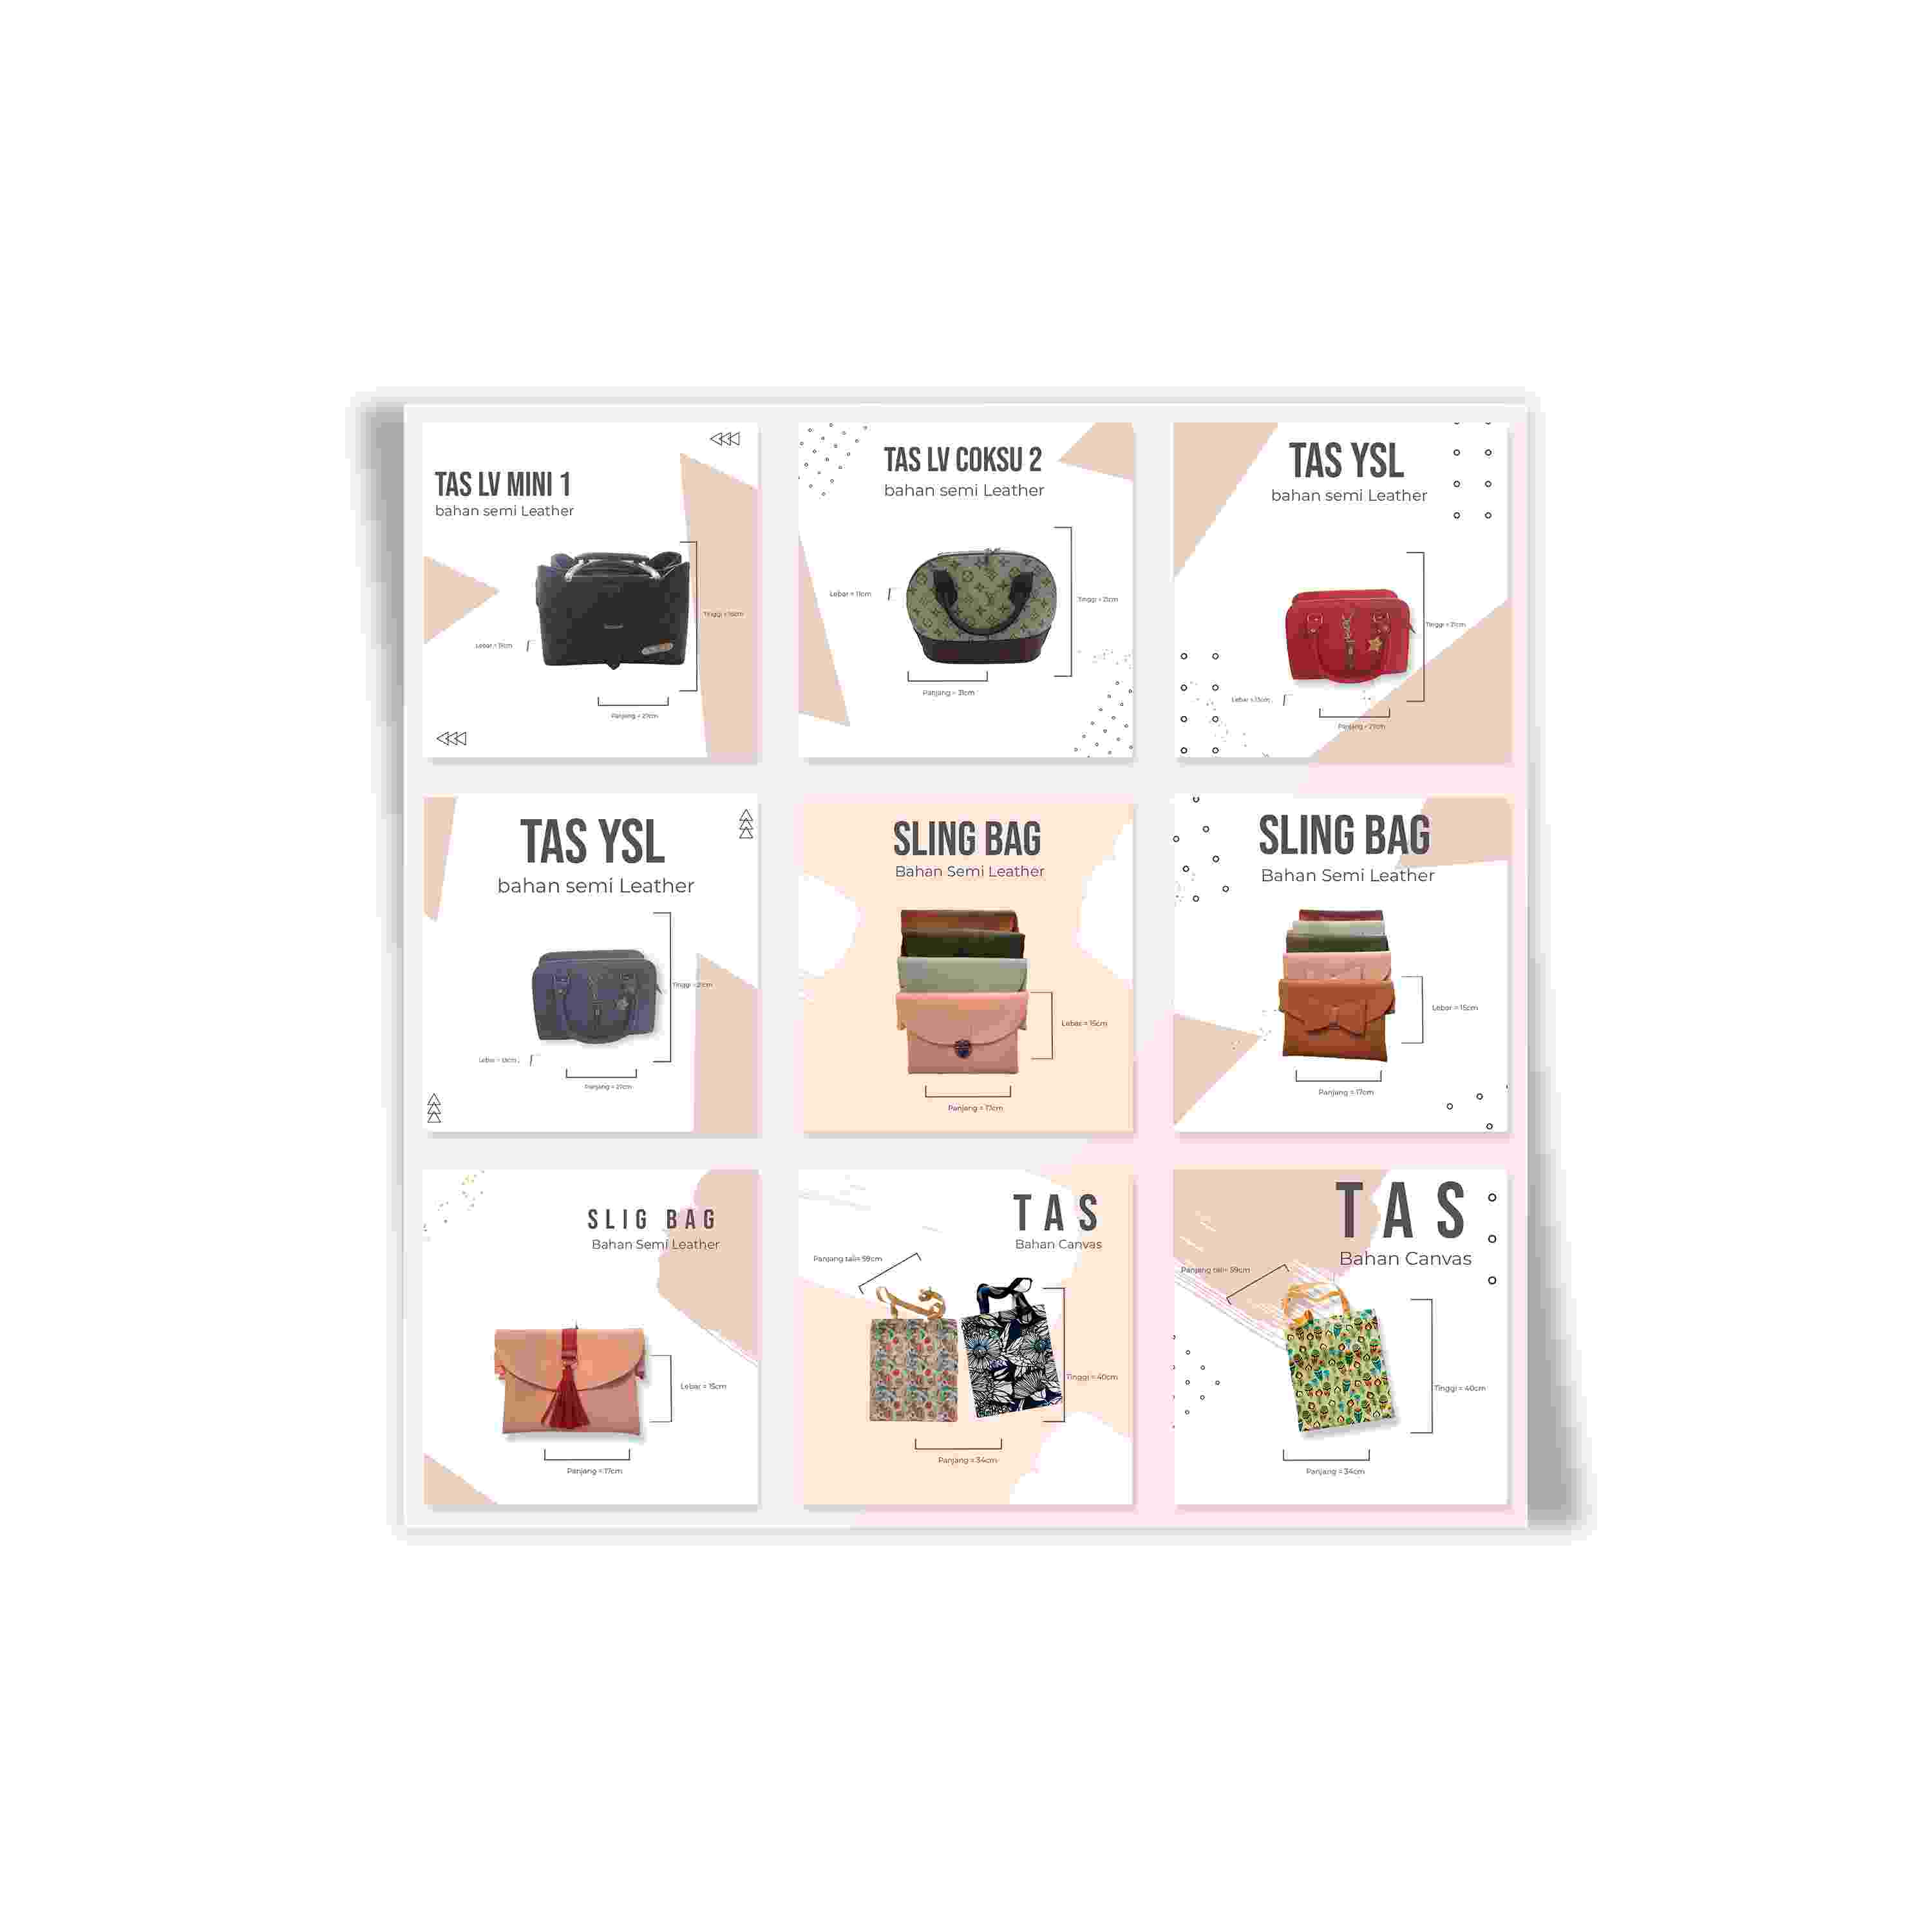 TAS LV MINI 1
bahan semi Leather
Lebar = 19cm
Panjang = 27cm
TAS LV COKSU 2
bahan semi Leather
Lebar = 11cm
Tinggi = 21cm
Panjang = 31cm
TAS YSL
bahan semi Leather
Tinggi = 21cm
Lebar = 13cm
Panjang = 27cm
TAS YSL
bahan semi Leather
Tinggi = 21cm
Lebar = 13cm
Panjang = 27cm
SLING BAG
Bahan Semi Leather
Lebar = 15cm
Panjang = 17cm
SLING BAG
Bahan Semi Leather
Lebar = 15cm
Panjang = 17cm
SLIG BAG
Bahan Semi Leather
Lebar = 15cm
Panjang = 17cm
TAS
Bahan Canvas
Panjang tali= 59cm
Tinggi = 40cm
Panjang = 34cm
TAS
Bahan Canvas
Panjang tali= 59cm
Tinggi = 40cm
Panjang = 34cm